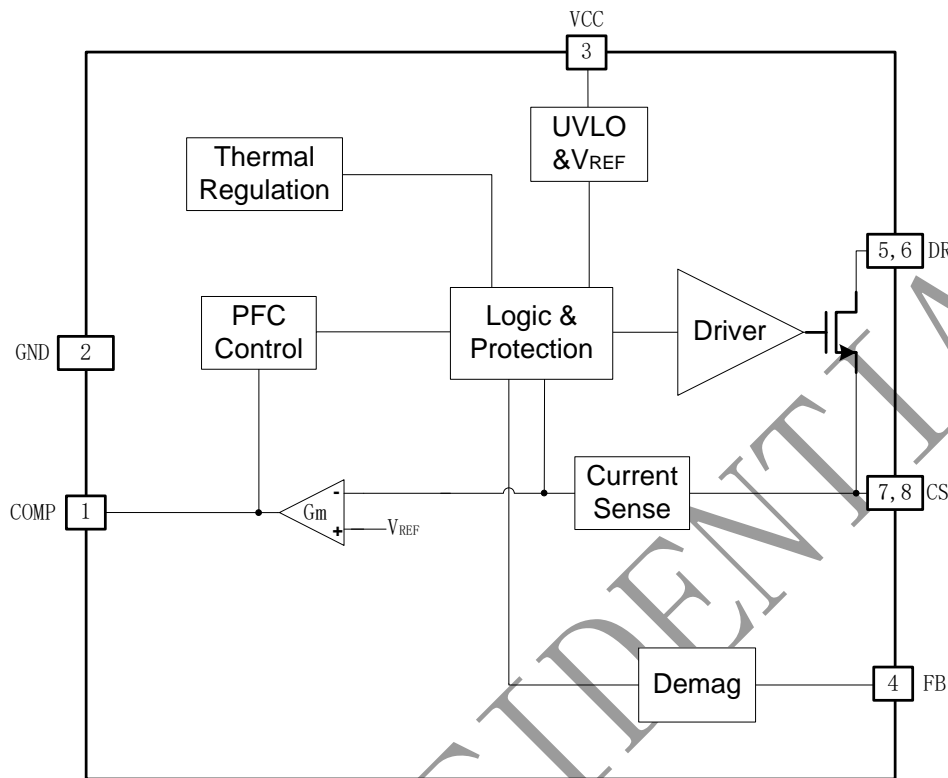 VCC
3
UVLO
&VREF
Thermal
Regulation
5,6
DR
PFC
Control
Logic &
Protection
Driver
GND
2
Current
Sense
7,8
CS
COMP
1
-
Gm
+
VREF
Demag
4
FB